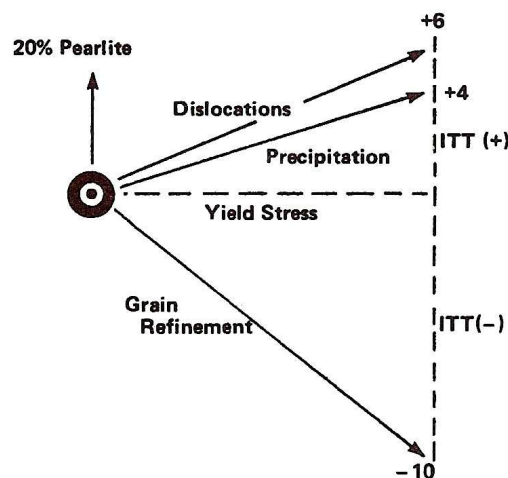 +6
20% Pearlite
Dislocations
+4
ITT (+)
Precipitation
Yield Stress
Grain
Refinement
ITT(−)
−10